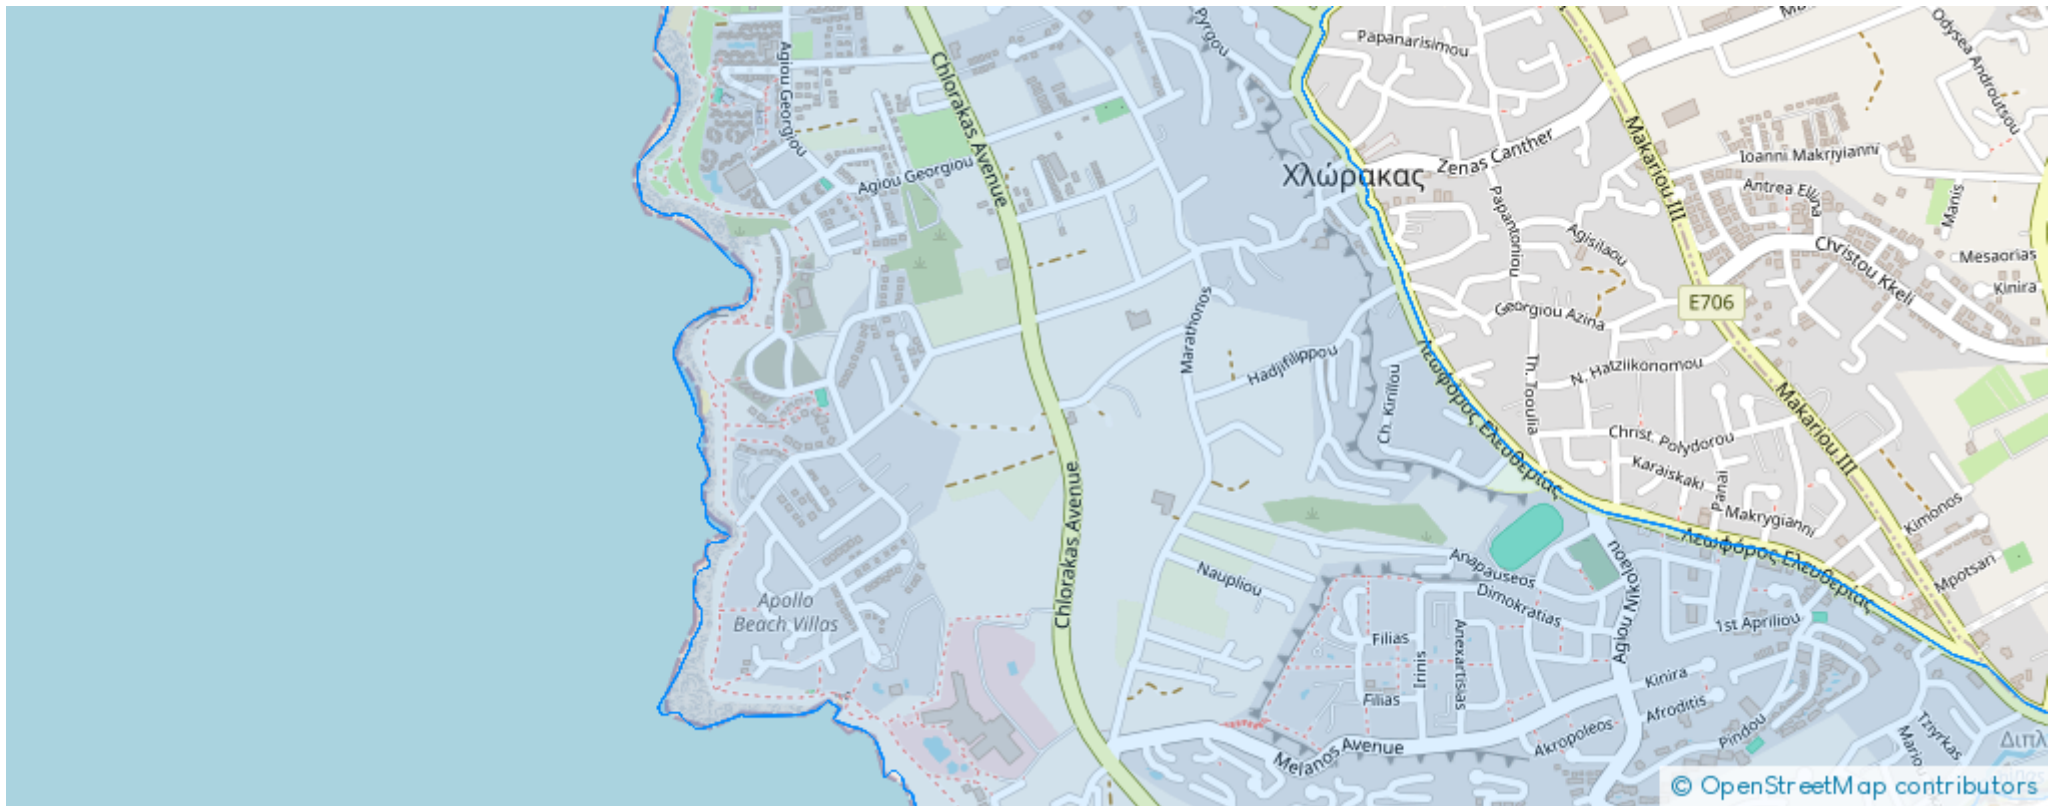 Pyrgou
Papanarisimou
Odysea Androutsou
Agiou Georgiou
Chlorakas Avenue
Makariou III
Zenas Canther
Ioanni Makriyianni
Χλώρακας
Agiou Georgiou
Antrea Ellina
Manis
Papantoniou
Agisilaou
Christou Kkeli
Mesaorias
Kinira
E706
Marathonos
Georgiou Azina
Hadjifilippou
Th. Tooulia
N. Hatziikonomou
Ch. Kiriliou
Λεωφόρος Ελευθερίας
Makariou III
Christ. Polydorou
Karaiskaki
Panai
Chlorakas Avenue
P. Makrygianni
Kimonos
Λεωφόρος Ελευθερίας
Anapauseos
Naupliou
Dimokratias
Agiou Nikolaou
Mpotsari
Apollo
Beach Villas
1st Apriliou
Filias
Irinis
Anexartisias
Kinira
Filias
Afroditis
Akropoleos
Pindou
Melanos Avenue
Tzyrkas
Mariou
Διπλ
© OpenStreetMap contributors